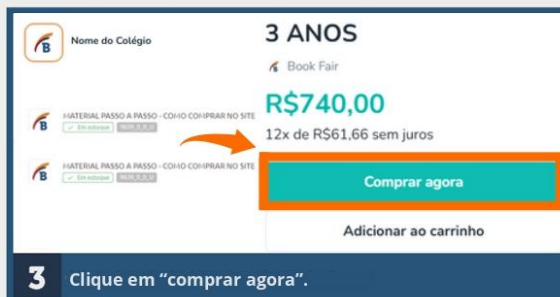 Nome do Colégio
MATERIAL PASSO A PASSO - COMO COMPRAR NO SITE
Em estoque
MATERIAL PASSO A PASSO - COMO COMPRAR NO SITE
Em estoque
3 ANOS
Book Fair
R$740,00
12x de R$61,66 sem juros
Comprar agora
Adicionar ao carrinho
3 Clique em “comprar agora”.